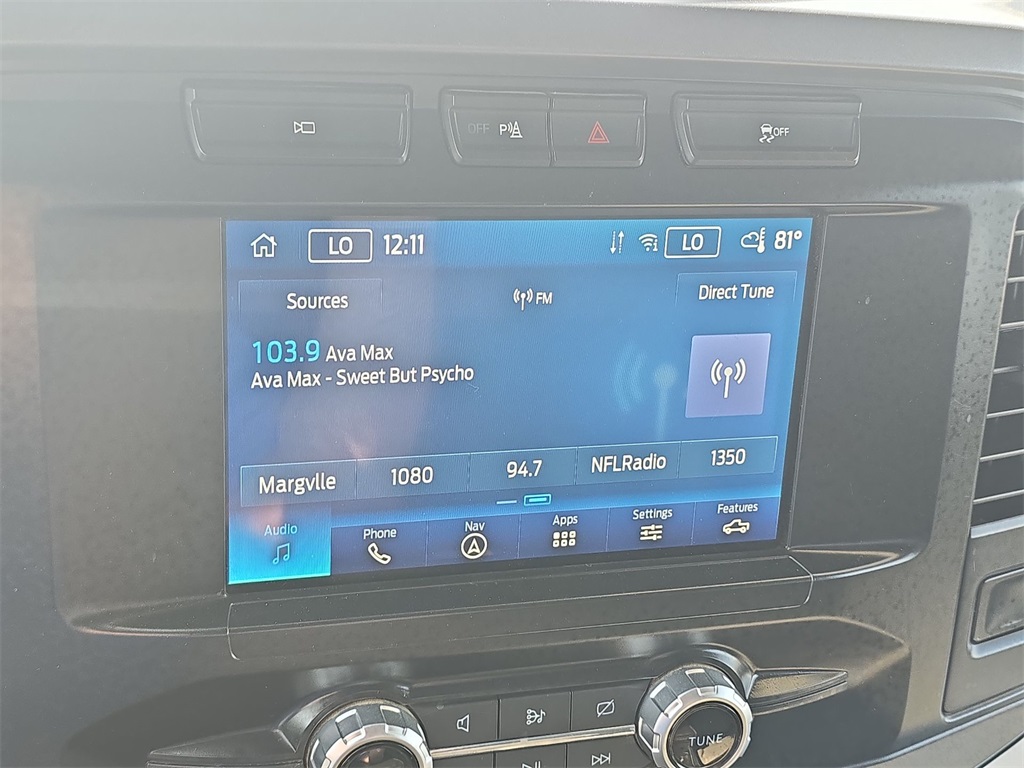 OFF P
OFF
LO 12:11 LO 81°
Sources FM Direct Tune
103.9 Ava Max
Ava Max - Sweet But Psycho
Margvlle 1080 94.7 NFLRadio 1350
Audio Phone Nav Apps Settings Features
TUNE